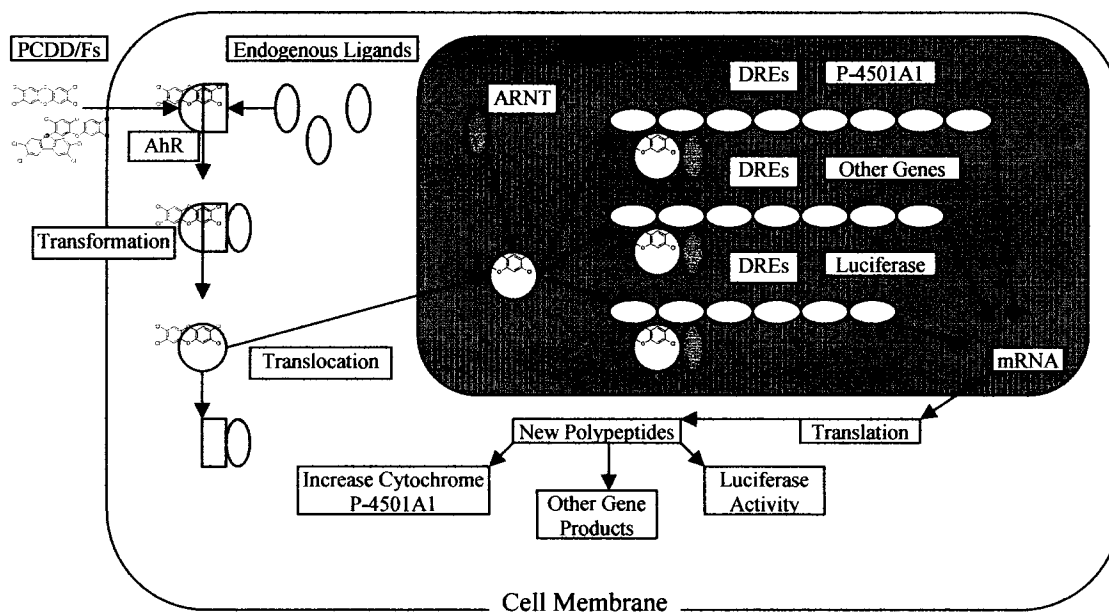 PCDD/Fs
Endogenous Ligands
AhR
Transformation
Translocation
ARNT
DREs P-4501A1
DREs Other Genes
DREs Luciferase
mRNA
Translation
New Polypeptides
Increase Cytochrome
P-4501A1
Other Gene
Products
Luciferase
Activity
Cell Membrane